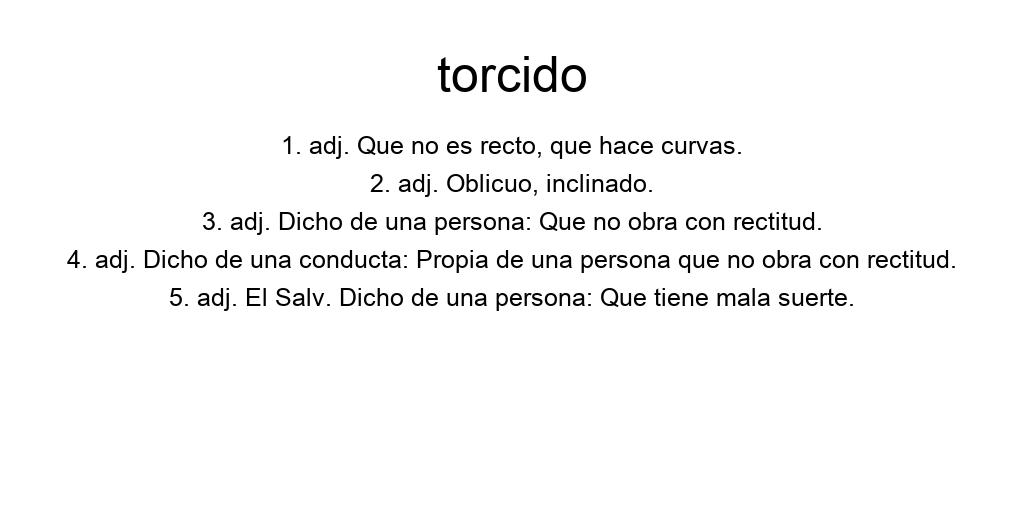 torcido
1. adj. Que no es recto, que hace curvas.
2. adj. Oblicuo, inclinado.
3. adj. Dicho de una persona: Que no obra con rectitud.
4. adj. Dicho de una conducta: Propia de una persona que no obra con rectitud.
5. adj. El Salv. Dicho de una persona: Que tiene mala suerte.